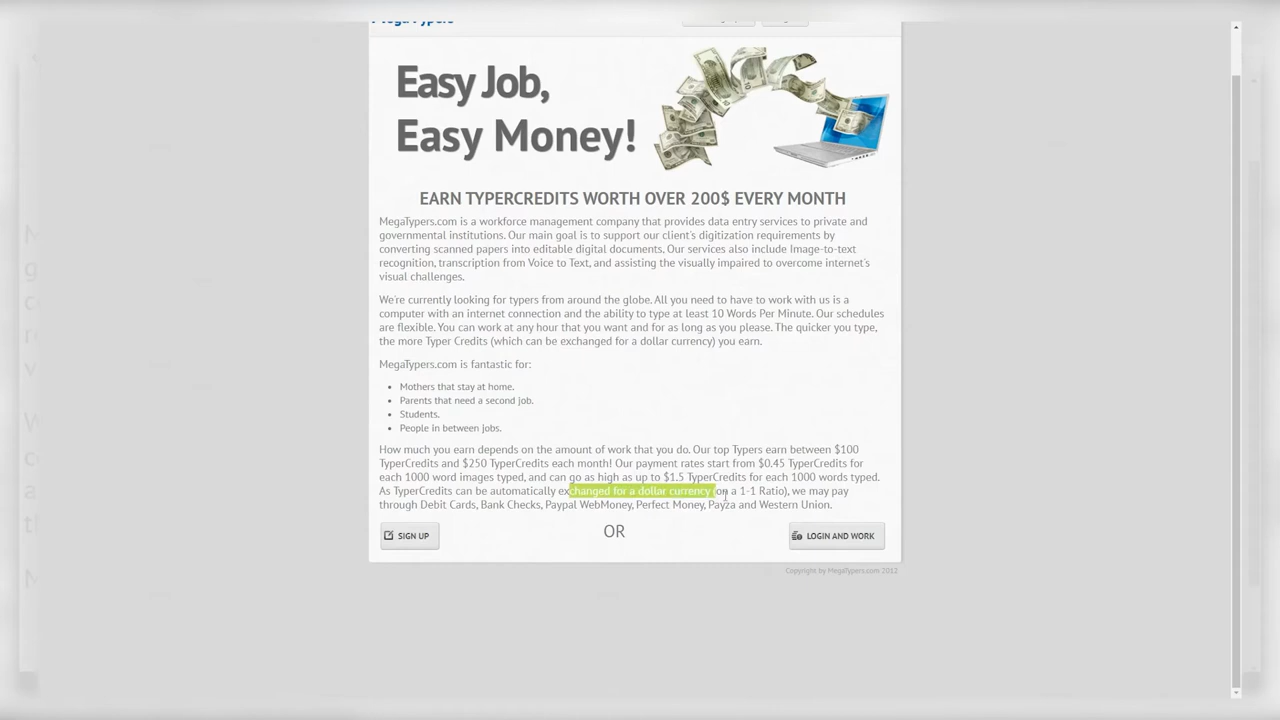 Easy Job,
Easy Money!
EARN TYPERCREDITS WORTH OVER 200$ EVERY MONTH
MegaTypers.com is a workforce management company that provides data entry services to private and
governmental institutions. Our main goal is to support our client's digitization requirements by
converting scanned papers into editable digital documents. Our services also include Image-to-text
recognition, transcription from Voice to Text, and assisting the visually impaired to overcome internet's
visual challenges.
We're currently looking for typers from around the globe. All you need to have to work with us is a
computer with an internet connection and the ability to type at least 10 Words Per Minute. Our schedules
are flexible. You can work at any hour that you want and for as long as you please. The quicker you type,
the more Typer Credits (which can be exchanged for a dollar currency) you earn.
MegaTypers.com is fantastic for:
• Mothers that stay at home.
• Parents that need a second job.
• Students.
• People in between jobs.
How much you earn depends on the amount of work that you do. Our top Typers earn between $100
TyperCredits and $250 TyperCredits each month! Our payment rates start from $0.45 TyperCredits for
each 1000 word images typed, and can go as high as up to $1.5 TyperCredits for each 1000 words typed.
As TyperCredits can be automatically exchanged for a dollar currency (on a 1-1 Ratio), we may pay
through Debit Cards, Bank Checks, Paypal WebMoney, Perfect Money, Payza and Western Union.
SIGN UP OR LOGIN AND WORK
Copyright by MegaTypers.com 2012